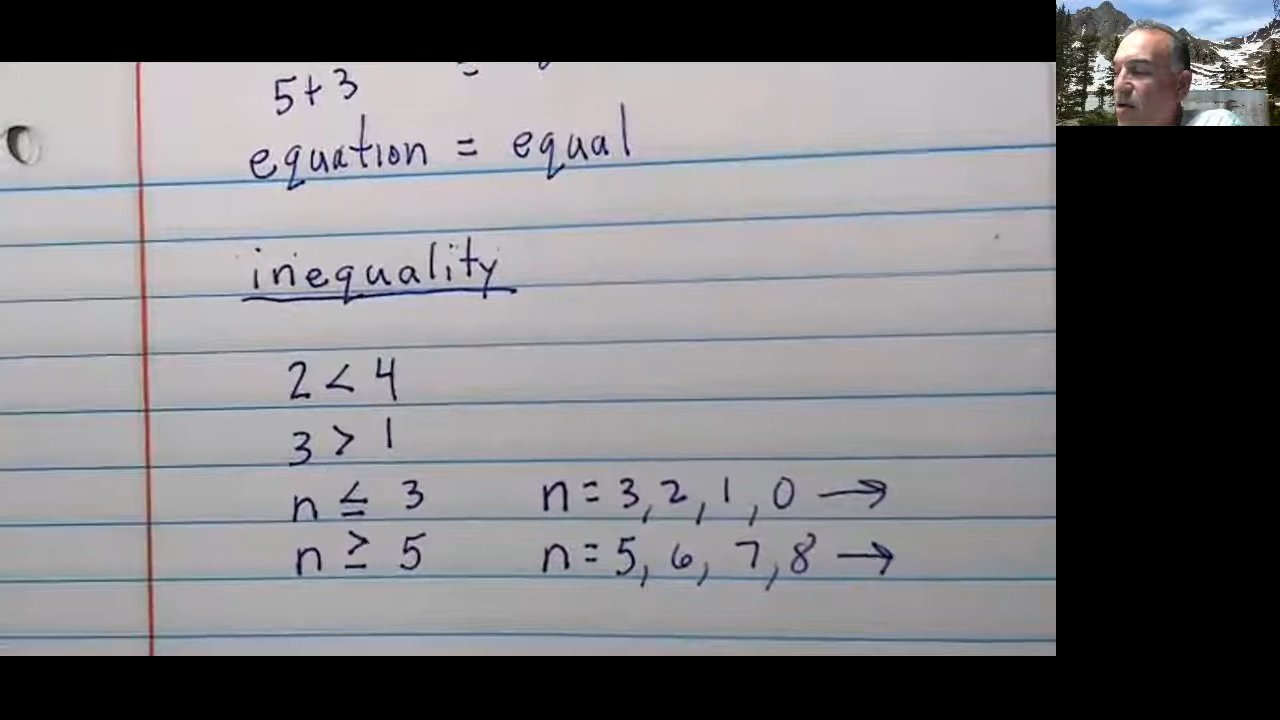 5+3
equation = equal
inequality
2 < 4
3 > 1
n ≤ 3 n = 3, 2, 1, 0 →
n ≥ 5 n = 5, 6, 7, 8 →